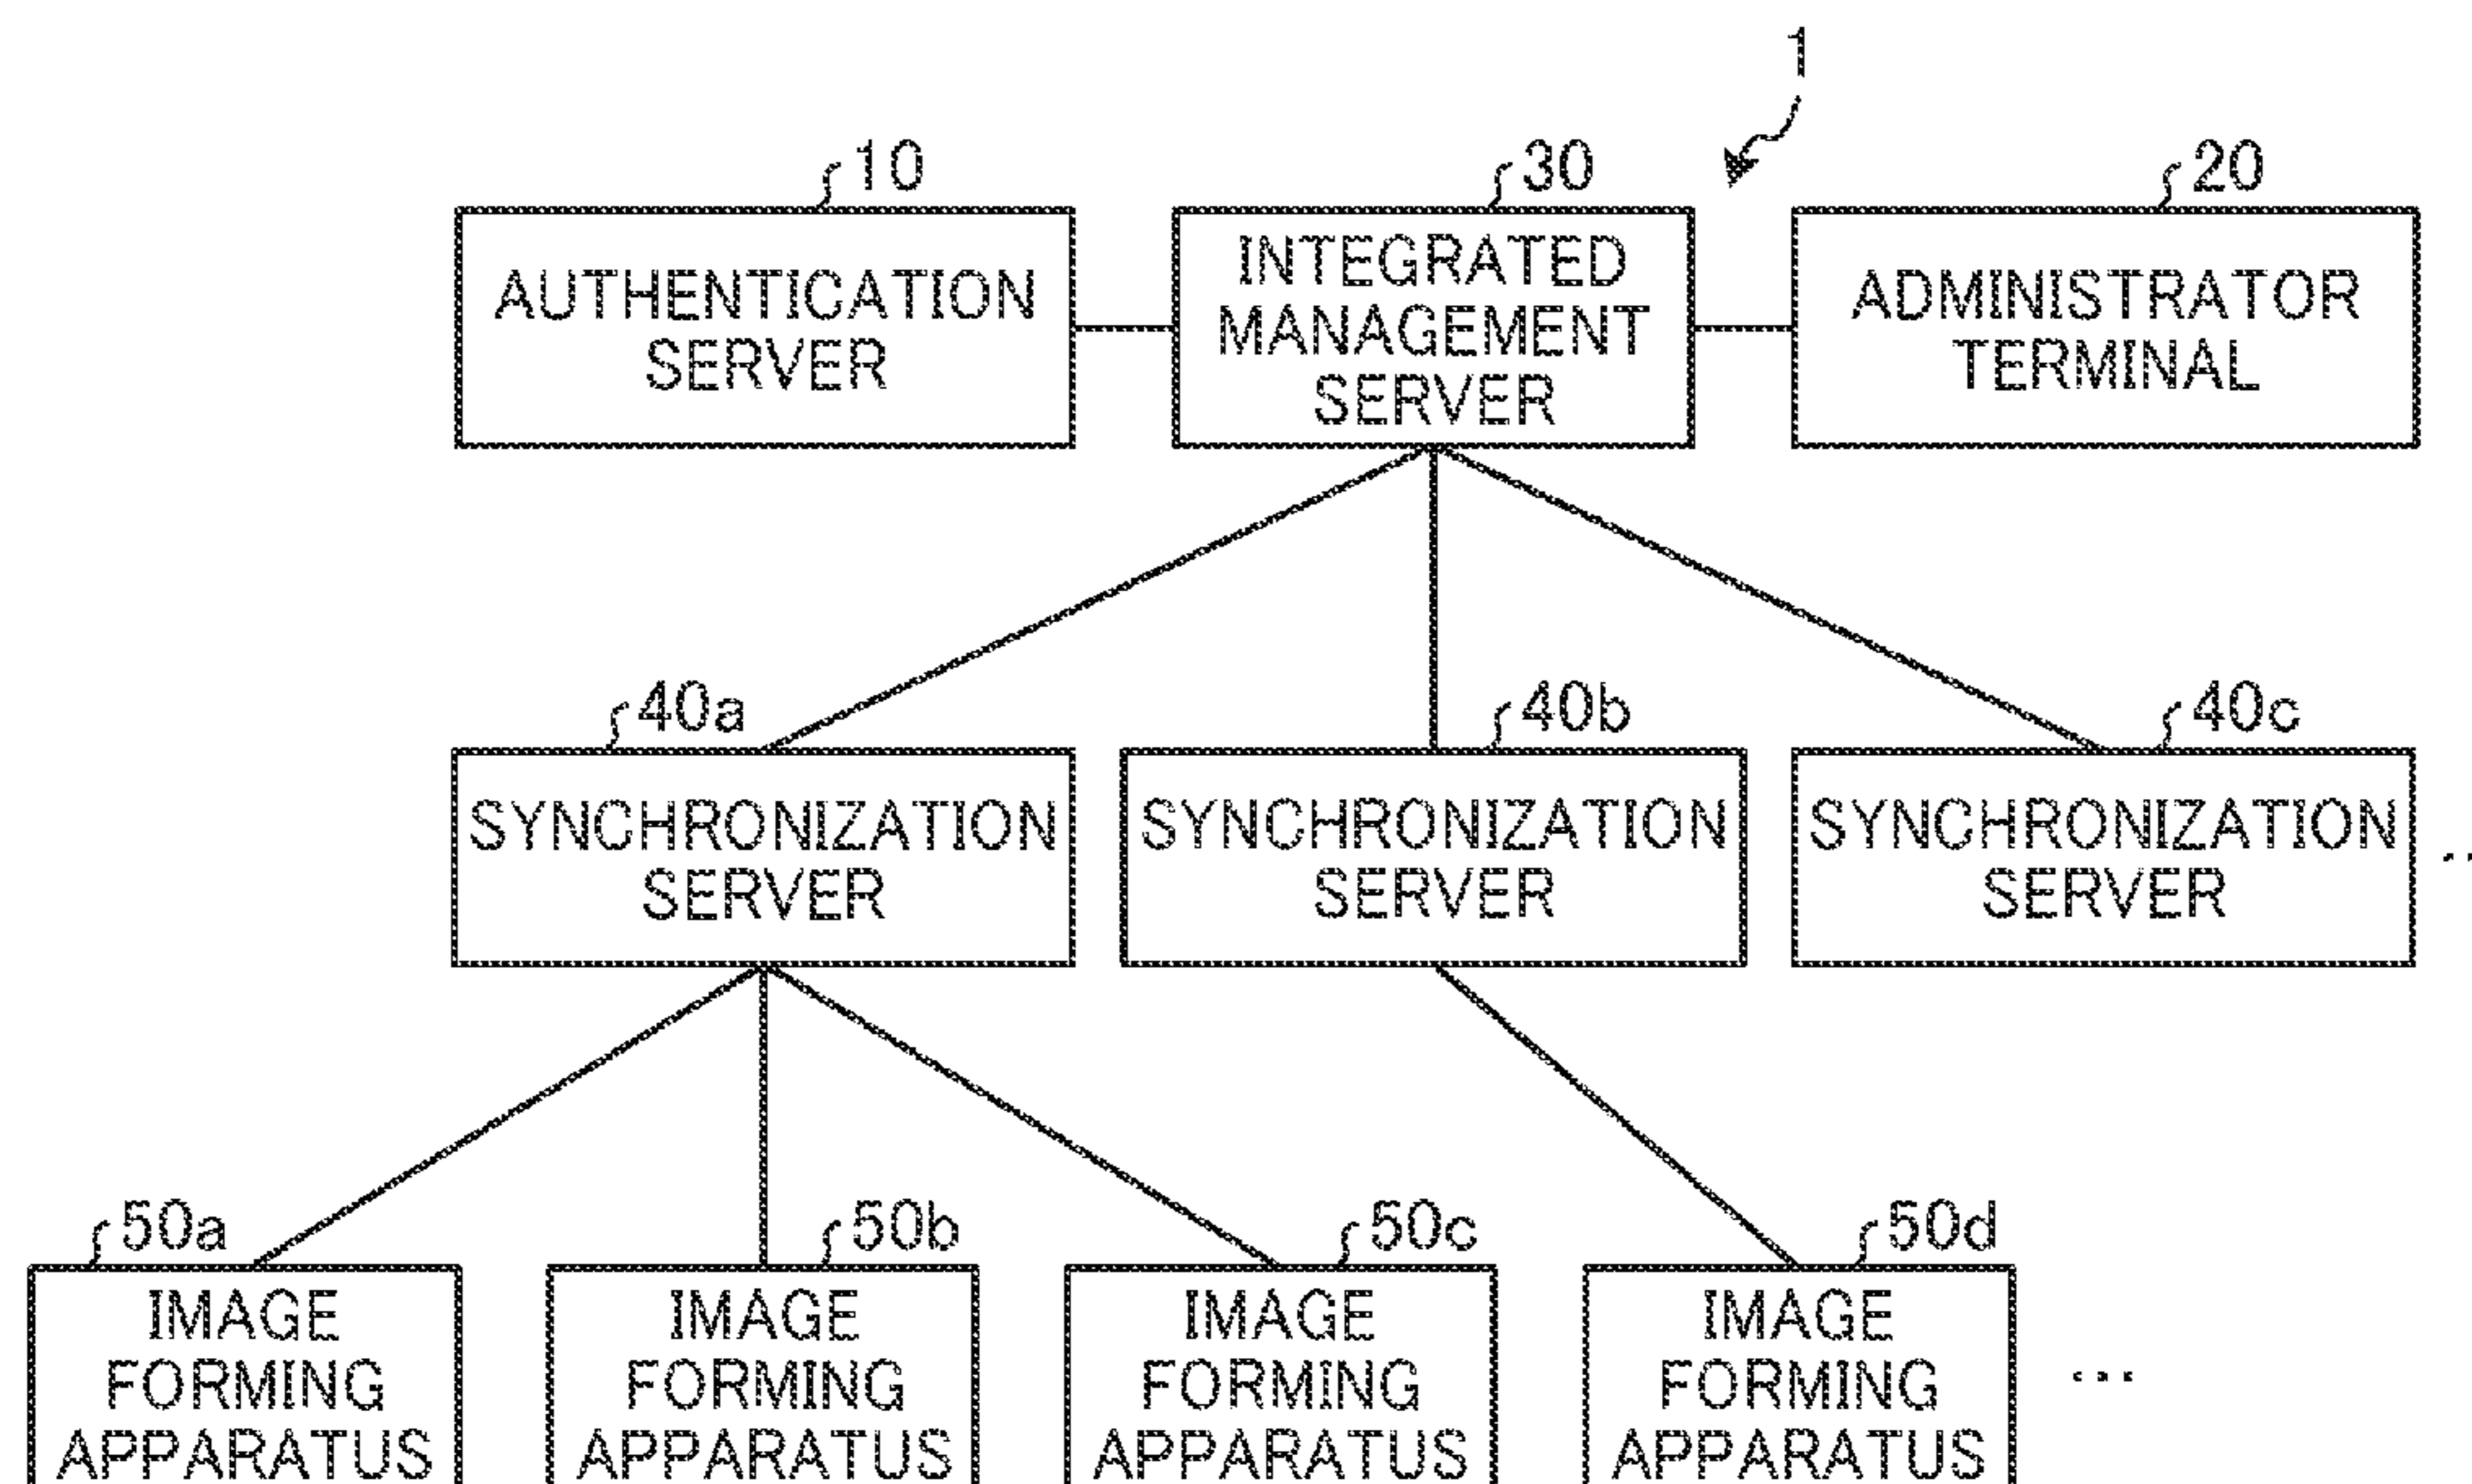 1
10
30
20
AUTHENTICATION
SERVER
INTEGRATED
MANAGEMENT
SERVER
ADMINISTRATOR
TERMINAL
40a
40b
40c
SYNCHRONIZATION
SERVER
SYNCHRONIZATION
SERVER
SYNCHRONIZATION
SERVER
...
50a
50b
50c
50d
IMAGE
FORMING
APPARATUS
IMAGE
FORMING
APPARATUS
IMAGE
FORMING
APPARATUS
IMAGE
FORMING
APPARATUS
...